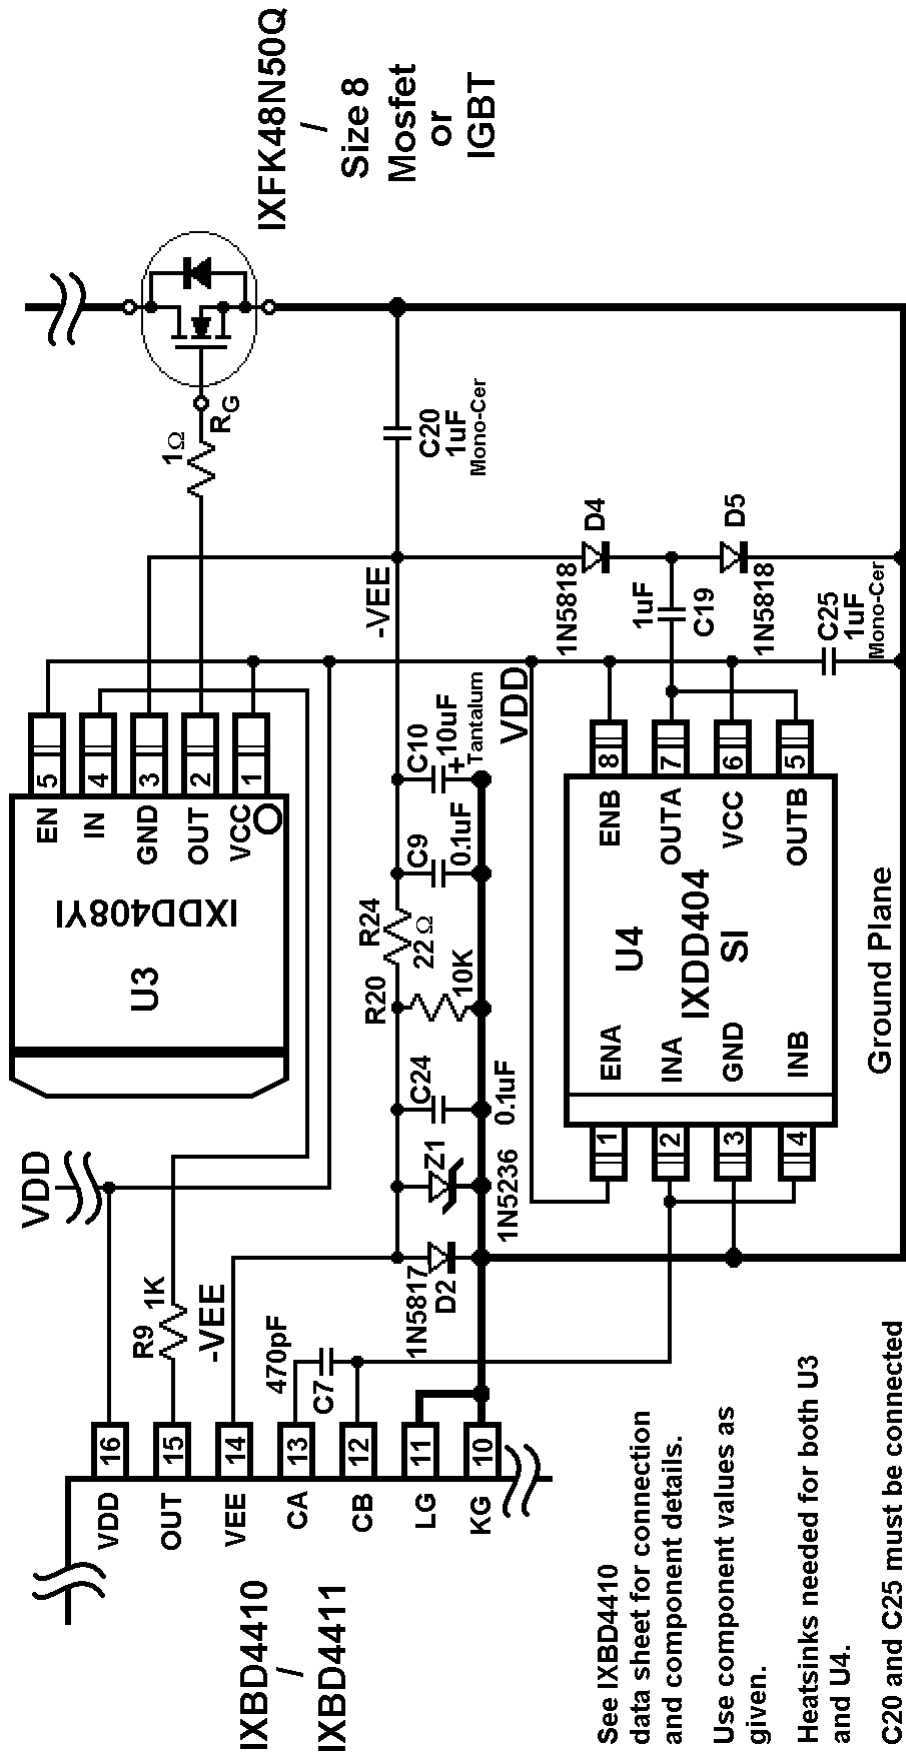 IXBD4410
/
IXBD4411
VDD
16
OUT
15
VEE
14
CA
13
CB
12
LG
11
KG
10
VDD
R9
1K
-VEE
470pF
C7
1N5817
D2
Z1
1N5236
C24
0.1uF
R20
10K
R24
22Ω
C9
0.1uF
C10
10uF
+
Tantalum
-VEE
U3
IXDD408YI
EN
5
IN
4
GND
3
OUT
2
VCC
1
1Ω
RG
IXFK48N50Q
/
Size 8
Mosfet
or
IGBT
C20
1uF
Mono-Cer
VDD
U4
IXDD404
SI
1
ENA
2
INA
3
GND
4
INB
ENB
8
OUTA
7
VCC
6
OUTB
5
1N5818
D4
1uF
C19
1N5818
D5
C25
1uF
Mono-Cer
Ground Plane
See IXBD4410
data sheet for connection
and component details.
Use component values as
given.
Heatsinks needed for both U3
and U4.
C20 and C25 must be connected